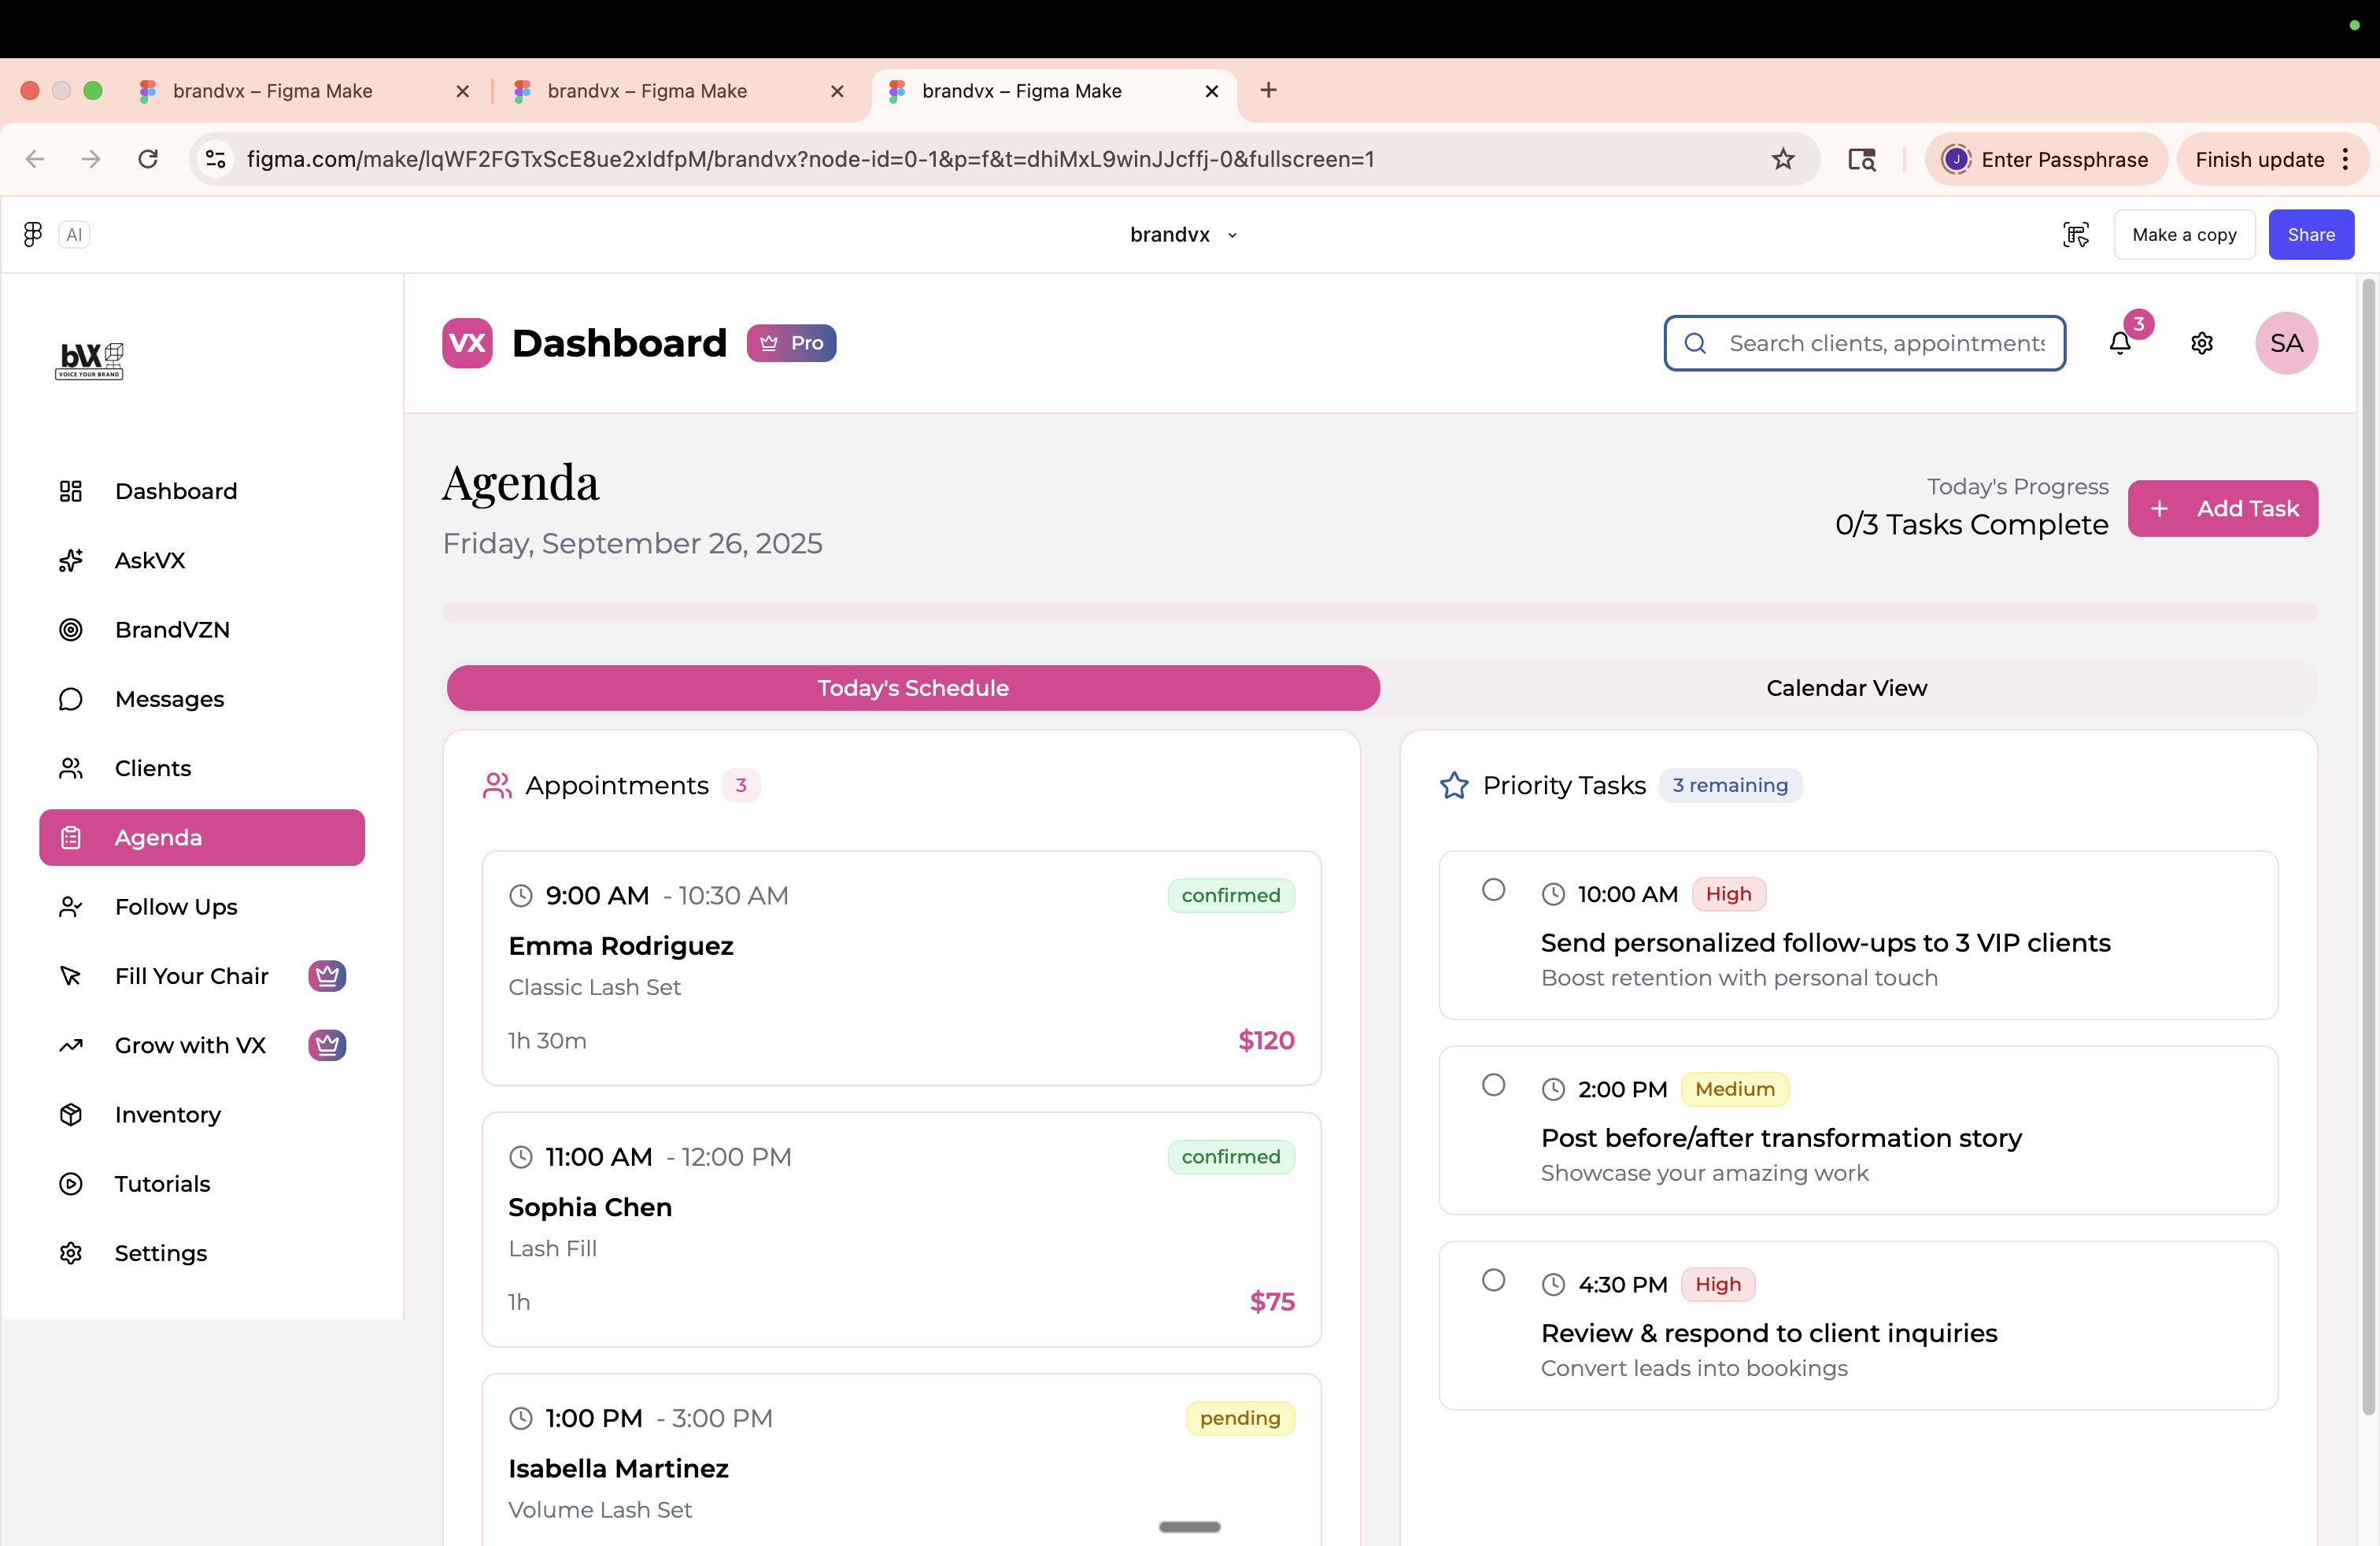 brandvx – Figma Make
brandvx – Figma Make
brandvx – Figma Make
figma.com/make/lqWF2FGTxScE8ue2xIdfpM/brandvx?node-id=0-1&p=f&t=dhiMxL9winJJcffj-0&fullscreen=1
J
Enter Passphrase
Finish update
AI
brandvx
Make a copy
Share
bVX
VOICE YOUR BRAND
VX
Dashboard
Pro
Search clients, appointments
3
SA
Dashboard
AskVX
BrandVZN
Messages
Clients
Agenda
Follow Ups
Fill Your Chair
Grow with VX
Inventory
Tutorials
Settings
Agenda
Friday, September 26, 2025
Today's Progress
0/3 Tasks Complete
+ Add Task
Today's Schedule
Calendar View
Appointments 3
9:00 AM - 10:30 AM
confirmed
Emma Rodriguez
Classic Lash Set
1h 30m
$120
11:00 AM - 12:00 PM
confirmed
Sophia Chen
Lash Fill
1h
$75
1:00 PM - 3:00 PM
pending
Isabella Martinez
Volume Lash Set
Priority Tasks 3 remaining
10:00 AM High
Send personalized follow-ups to 3 VIP clients
Boost retention with personal touch
2:00 PM Medium
Post before/after transformation story
Showcase your amazing work
4:30 PM High
Review & respond to client inquiries
Convert leads into bookings